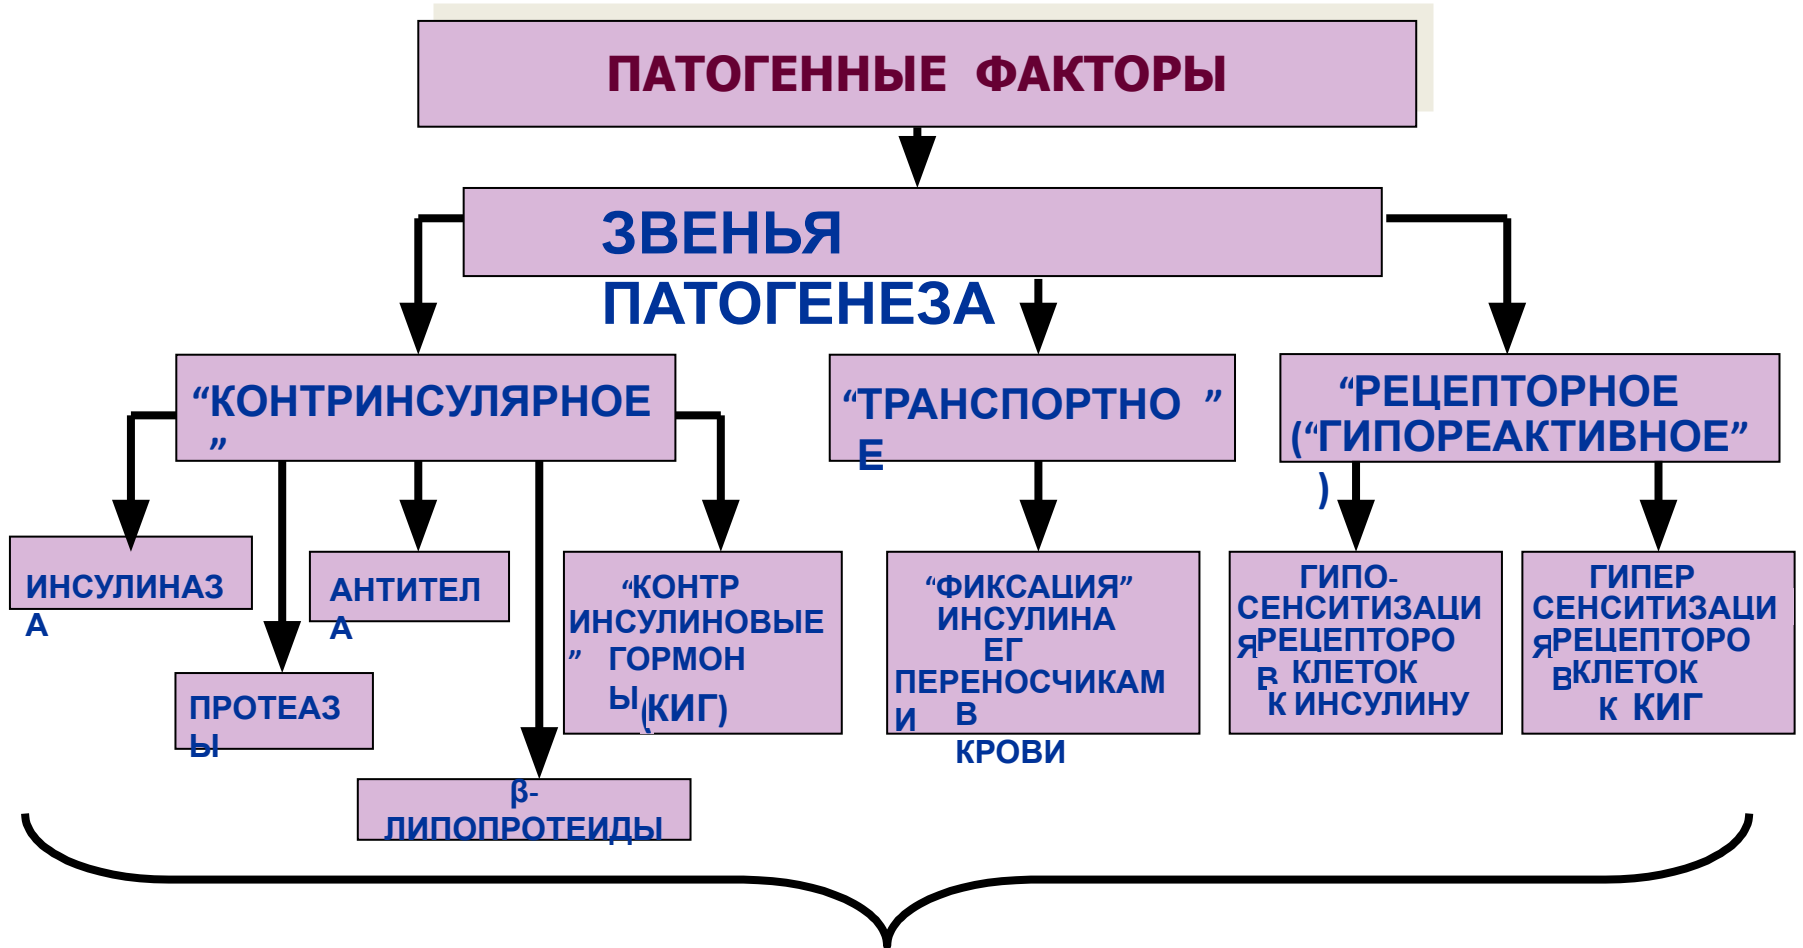 ПАТОГЕННЫЕ ФАКТОРЫ
ЗВЕНЬЯ
ПАТОГЕНЕЗА
“КОНТРИНСУЛЯРНОЕ
”
“ТРАНСПОРТНО ”
Е
“РЕЦЕПТОРНОЕ
(“ГИПОРЕАКТИВНОЕ”
)
ИНСУЛИНАЗ
А
ПРОТЕАЗ
Ы
АНТИТЕЛ
А
β-
ЛИПОПРОТЕИДЫ
“КОНТР
ИНСУЛИНОВЫЕ
” ГОРМОН
Ы
(КИГ)
“ФИКСАЦИЯ”
ИНСУЛИНА
ЕГ
ПЕРЕНОСЧИКАМ
И
В
КРОВИ
ГИПО-
СЕНСИТИЗАЦИ
Я
РЕЦЕПТОРО
В
КЛЕТОК
К ИНСУЛИНУ
ГИПЕР
СЕНСИТИЗАЦИ
Я
РЕЦЕПТОРО
В
КЛЕТОК
К КИГ